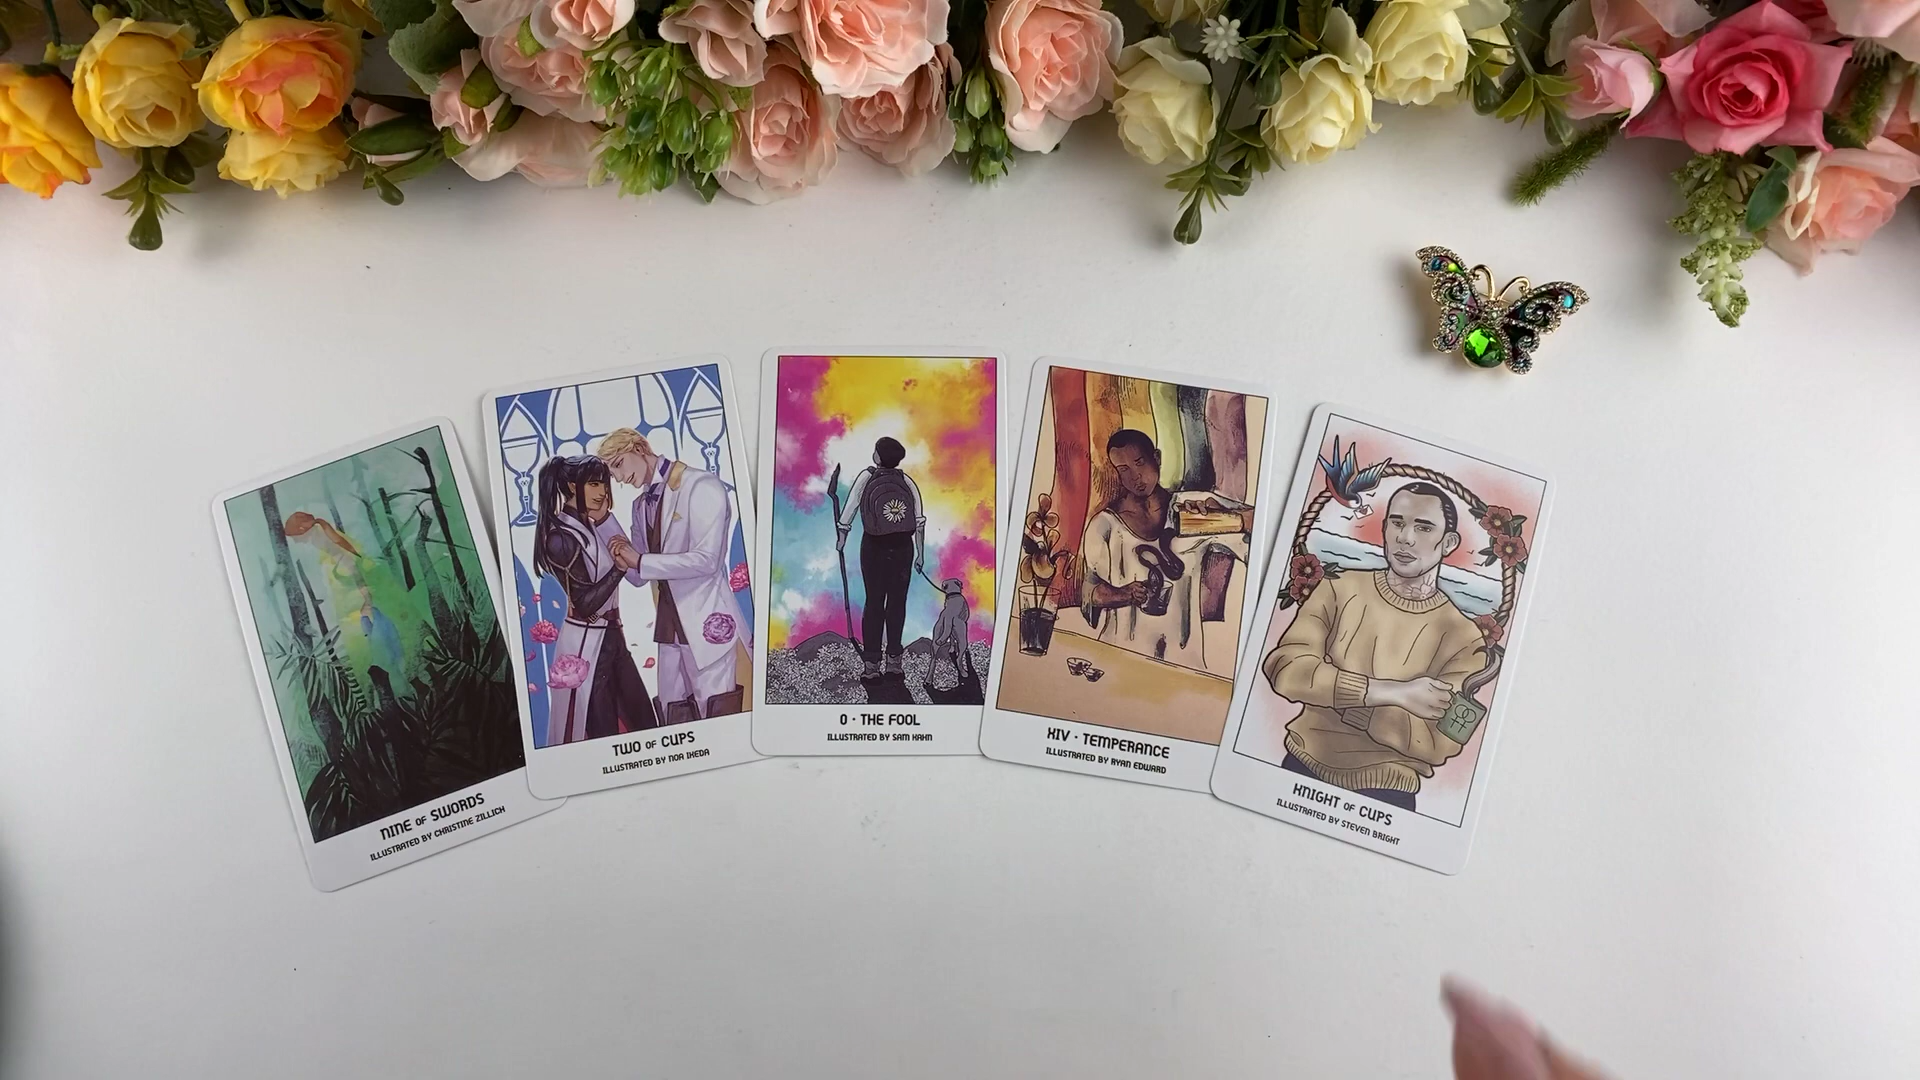 NINE OF SWORDS
ILLUSTRATED BY CHRISTINE ZILLICH
TWO OF CUPS
ILLUSTRATED BY NOA IKEDA
0 · THE FOOL
ILLUSTRATED BY SAM KAHN
XIV · TEMPERANCE
ILLUSTRATED BY RYAN EDWARD
KNIGHT OF CUPS
ILLUSTRATED BY STEVEN BRIGHT